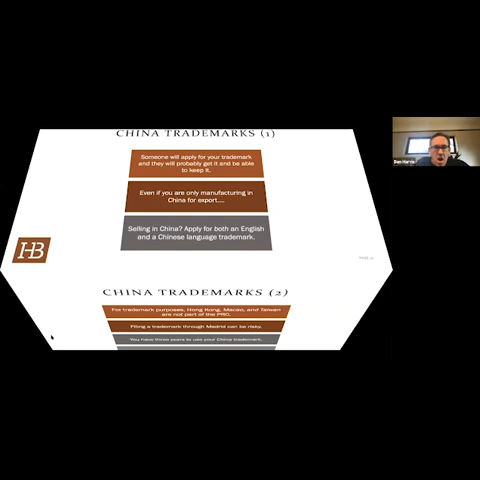 CHINA TRADEMARKS (1)
Someone will apply for your trademark
and they will probably get it and be able
to keep it.
Even if you are only manufacturing in
China for export....
Selling in China? Apply for both an English
and a Chinese language trademark.
HB
CHINA TRADEMARKS (2)
For trademark purposes, Hong Kong, Macao, and Taiwan
are not part of the PRC.
Filing a trademark through Madrid can be risky.
You have three years to use your China trademark.
Dan Harris